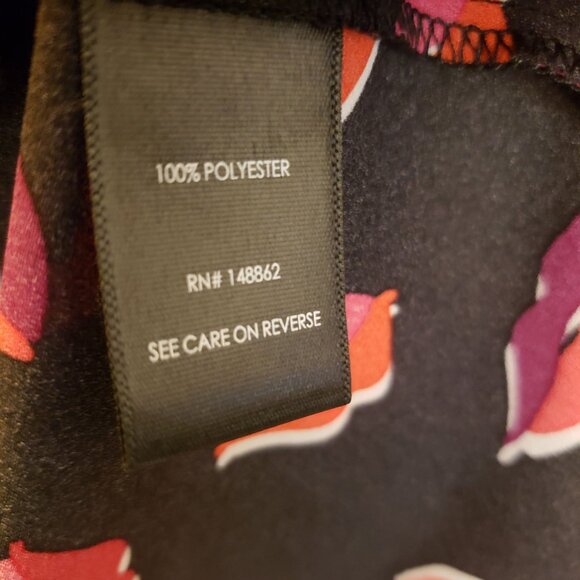 100% POLYESTER
RN# 148862
SEE CARE ON REVERSE